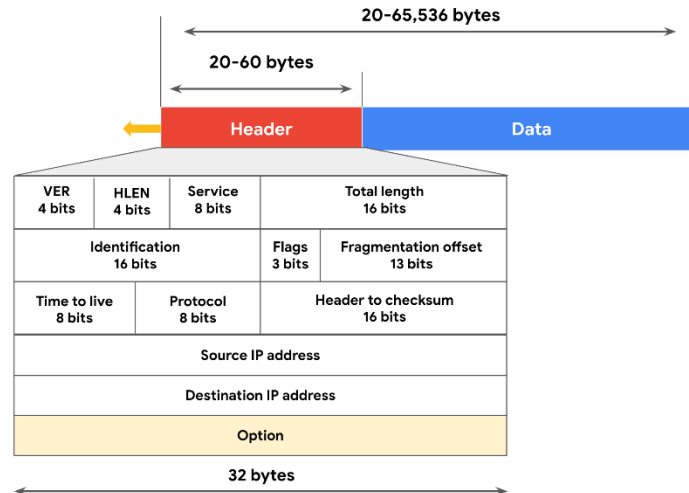 20-65,536 bytes
20-60 bytes
Header
Data
VER
4 bits
HLEN
4 bits
Service
8 bits
Total length
16 bits
Identification
16 bits
Flags
3 bits
Fragmentation offset
13 bits
Time to live
8 bits
Protocol
8 bits
Header to checksum
16 bits
Source IP address
Destination IP address
Option
32 bytes